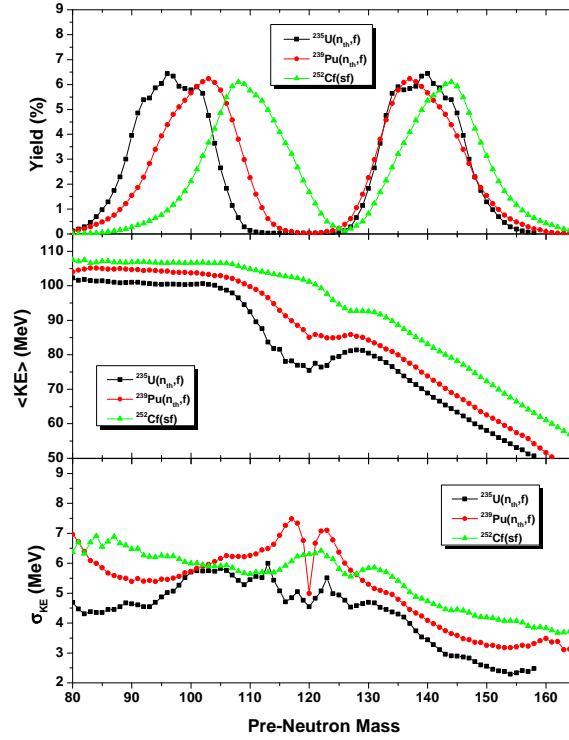 9
8
7
6
5
4
3
2
1
0
Yield (%)
²³⁵U(nₜₕ,f)
²³⁹Pu(nₜₕ,f)
²⁵²Cf(sf)
110
100
90
80
70
60
50
<KE> (MeV)
²³⁵U(nₜₕ,f)
²³⁹Pu(nₜₕ,f)
²⁵²Cf(sf)
9
8
7
6
5
4
3
2
σKE (MeV)
²³⁵U(nₜₕ,f)
²³⁹Pu(nₜₕ,f)
²⁵²Cf(sf)
80 90 100 110 120 130 140 150 160
Pre-Neutron Mass